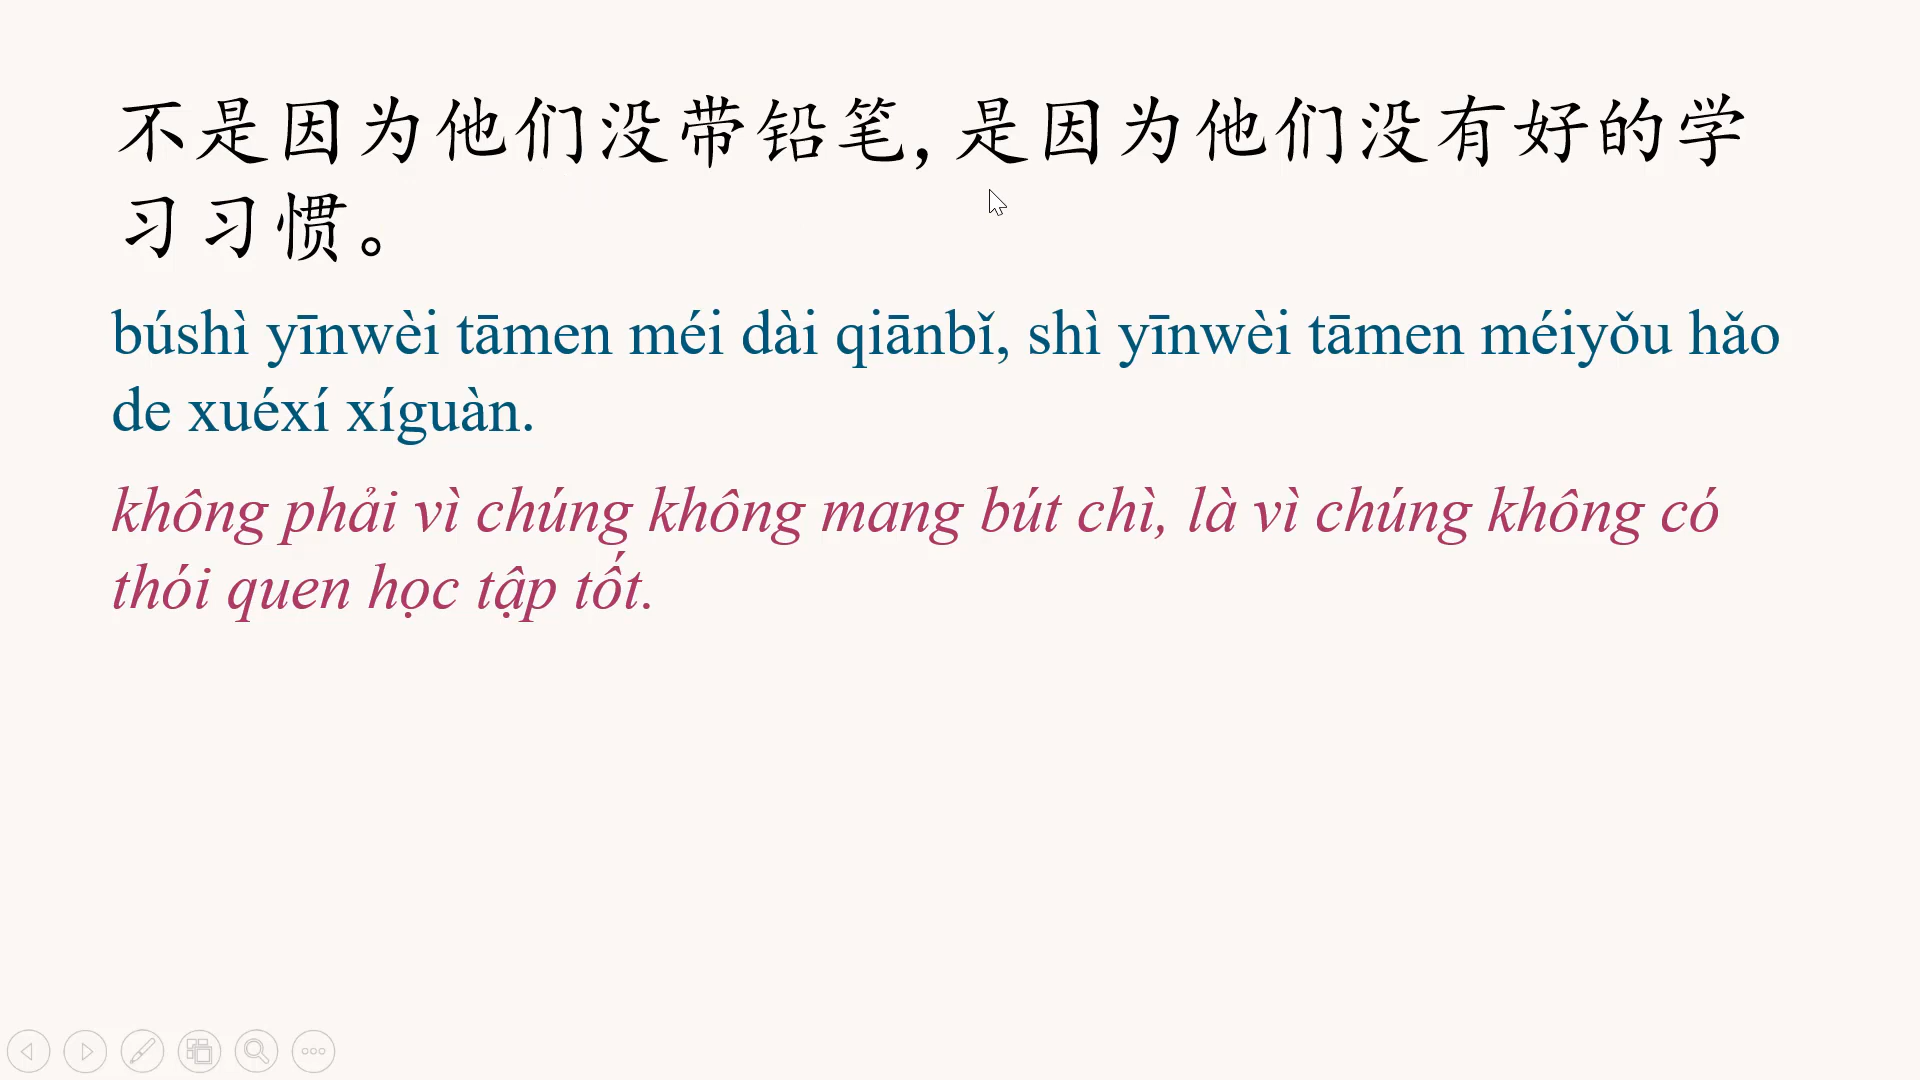 不是因为他们没带铅笔,是因为他们没有好的学
习习惯。
búshì yīnwèi tāmen méi dài qiānbǐ, shì yīnwèi tāmen méiyǒu hǎo
de xuéxí xíguàn.
không phải vì chúng không mang bút chì, là vì chúng không có
thói quen học tập tốt.